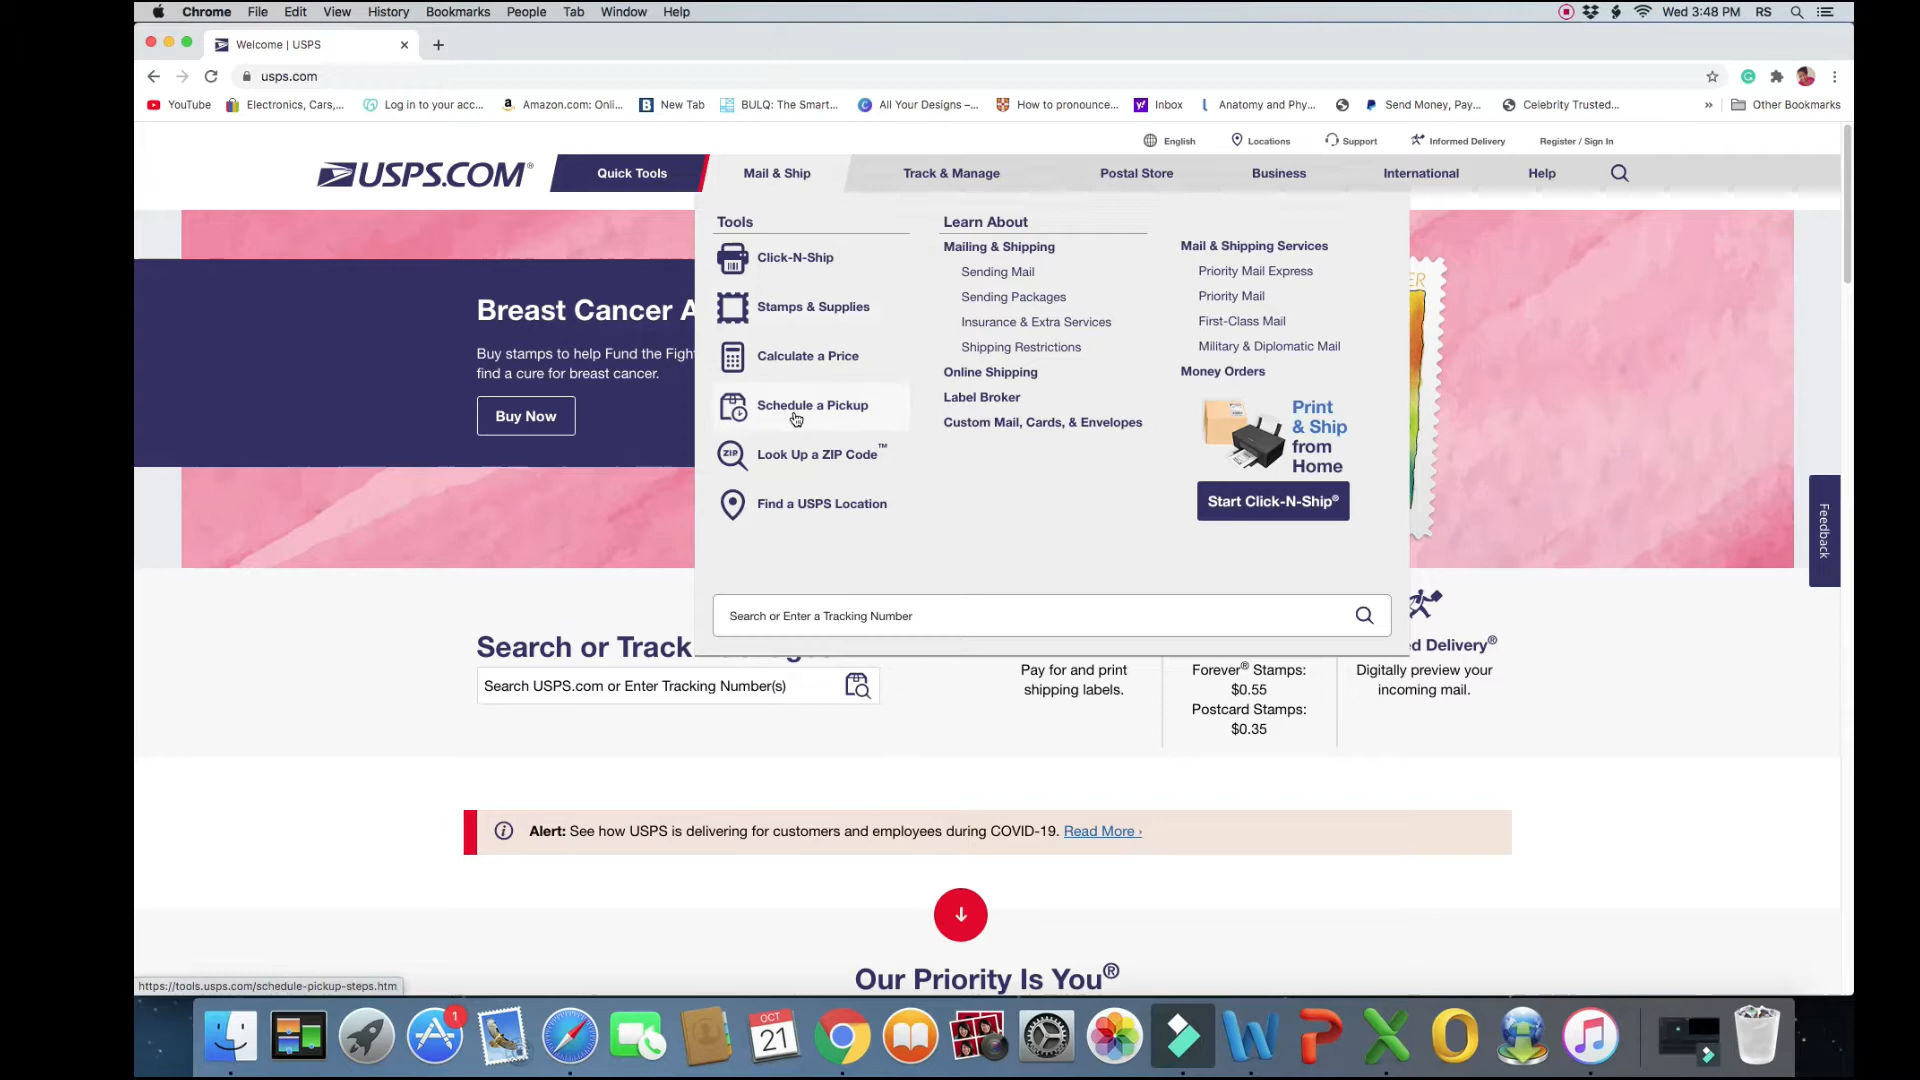 Chrome File Edit View History Bookmarks People Tab Window Help Wed 3:48 PM RS
Welcome | USPS
usps.com
YouTube Electronics, Cars,... Log in to your acc... Amazon.com: Onli... New Tab BULQ: The Smart... All Your Designs –... How to pronounce... Inbox Anatomy and Phy... Send Money, Pay... Celebrity Trusted... » Other Bookmarks
English Locations Support Informed Delivery Register / Sign In
USPS.COM® Quick Tools Mail & Ship Track & Manage Postal Store Business International Help
Tools
Click-N-Ship
Stamps & Supplies
Calculate a Price
Schedule a Pickup
Look Up a ZIP Code™
ZIP
Find a USPS Location
Learn About
Mailing & Shipping
Sending Mail
Sending Packages
Insurance & Extra Services
Shipping Restrictions
Online Shipping
Label Broker
Custom Mail, Cards, & Envelopes
Mail & Shipping Services
Priority Mail Express
Priority Mail
First-Class Mail
Military & Diplomatic Mail
Money Orders
Print
& Ship
from
Home
Start Click-N-Ship®
Search or Enter a Tracking Number
Breast Cancer A
Buy stamps to help Fund the Figh
find a cure for breast cancer.
Buy Now
ER
Feedback
Search or Track
Search USPS.com or Enter Tracking Number(s)
Pay for and print
shipping labels.
Forever® Stamps:
$0.55
Postcard Stamps:
$0.35
ed Delivery®
Digitally preview your
incoming mail.
Alert: See how USPS is delivering for customers and employees during COVID-19. Read More ›
Our Priority Is You®
https://tools.usps.com/schedule-pickup-steps.htm
1
OCT
21